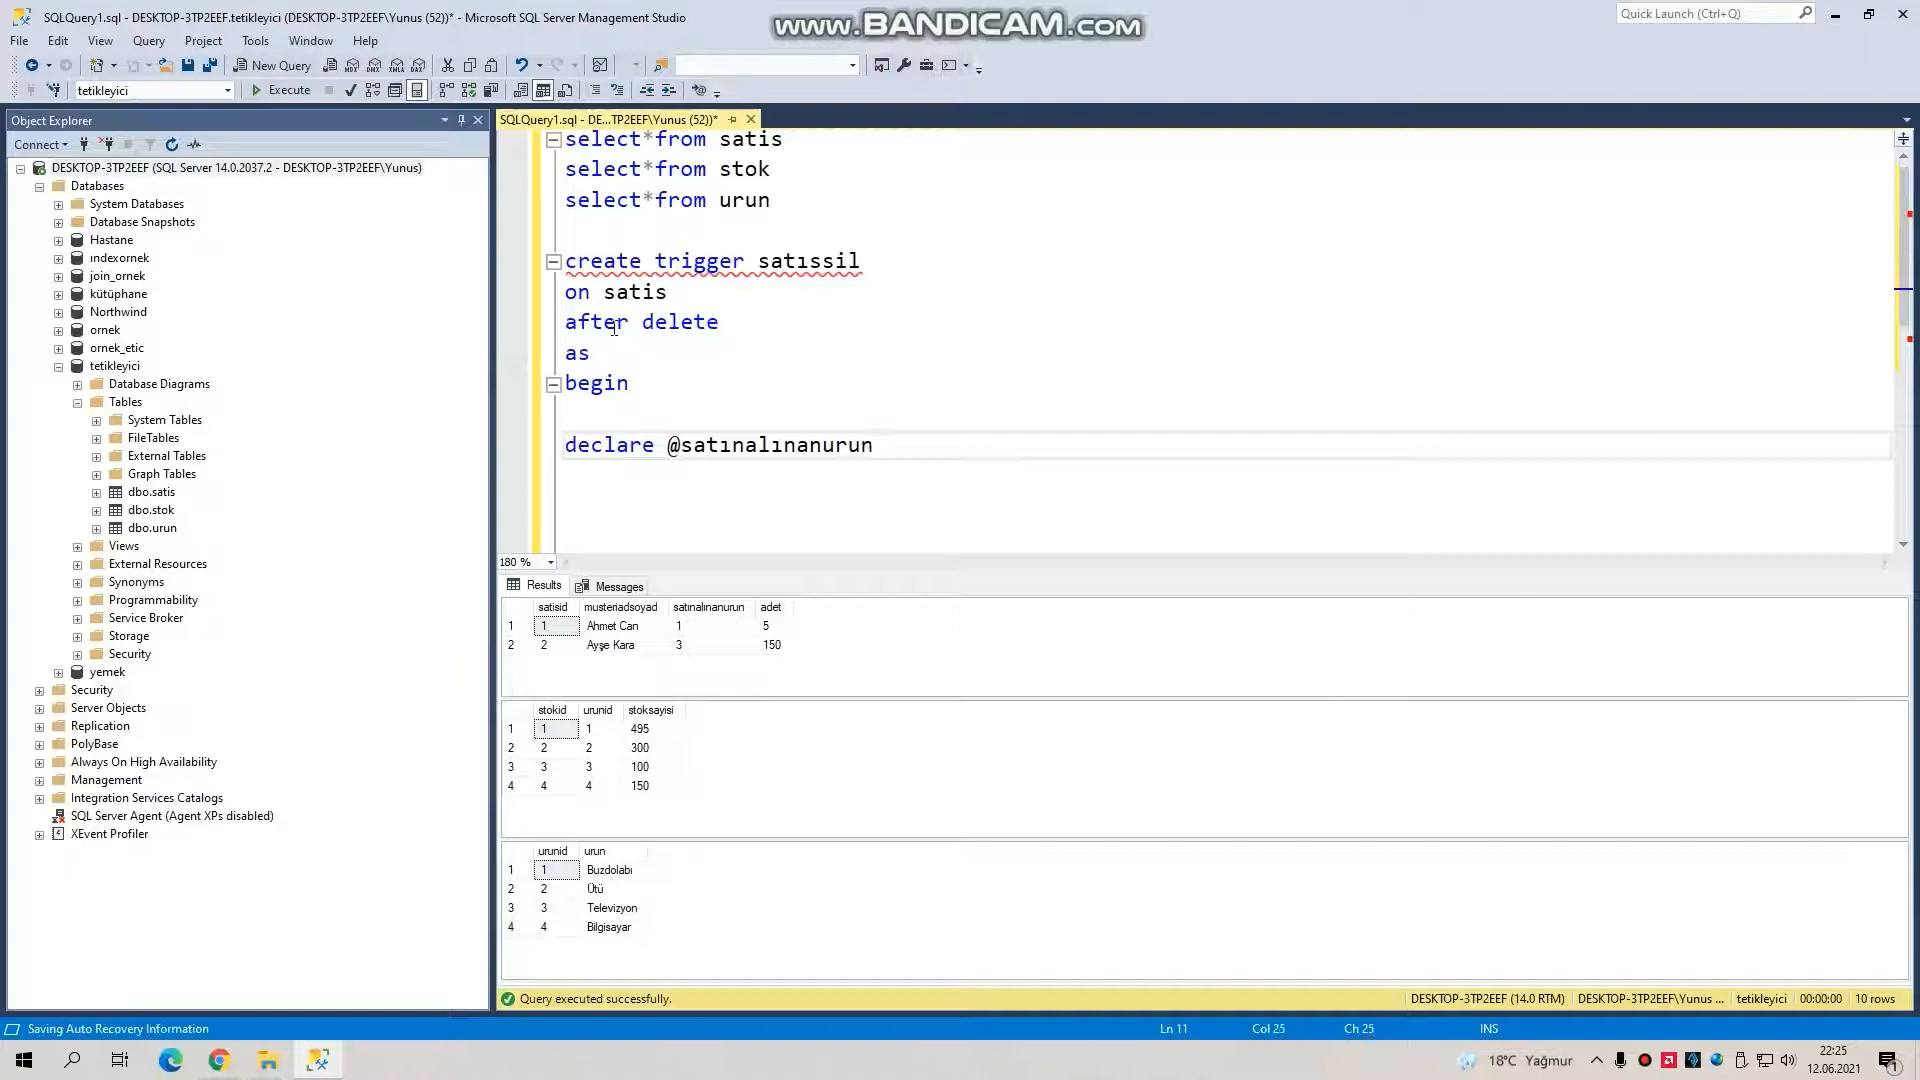 SQLQuery1.sql - DESKTOP-3TP2EEF.tetikleyici (DESKTOP-3TP2EEF\Yunus (52))* - Microsoft SQL Server Management Studio
www.BANDICAM.com
Quick Launch (Ctrl+Q)
File Edit View Query Project Tools Window Help
New Query
tetikleyici
Execute
Object Explorer
Connect
DESKTOP-3TP2EEF (SQL Server 14.0.2037.2 - DESKTOP-3TP2EEF\Yunus)
Databases
System Databases
Database Snapshots
Hastane
ındexornek
join_ornek
kütüphane
Northwind
ornek
ornek_etic
tetikleyici
Database Diagrams
Tables
System Tables
FileTables
External Tables
Graph Tables
dbo.satis
dbo.stok
dbo.urun
Views
External Resources
Synonyms
Programmability
Service Broker
Storage
Security
yemek
Security
Server Objects
Replication
PolyBase
Always On High Availability
Management
Integration Services Catalogs
SQL Server Agent (Agent XPs disabled)
XEvent Profiler
SQLQuery1.sql - DE...TP2EEF\Yunus (52))*
select*from satis
select*from stok
select*from urun
create trigger satıssil
on satis
after delete
as
begin
declare @satınalınanurun
180 %
Results Messages
satisid musteriadsoyad satınalınanurun adet
1 1 Ahmet Can 1 5
2 2 Ayşe Kara 3 150
stokid urunid stoksayisi
1 1 1 495
2 2 2 300
3 3 3 100
4 4 4 150
urunid urun
1 1 Buzdolabı
2 2 Ütü
3 3 Televizyon
4 4 Bilgisayar
Query executed successfully. DESKTOP-3TP2EEF (14.0 RTM) DESKTOP-3TP2EEF\Yunus ... tetikleyici 00:00:00 10 rows
Saving Auto Recovery Information Ln 11 Col 25 Ch 25 INS
18°C Yağmur
22:25
12.06.2021
1